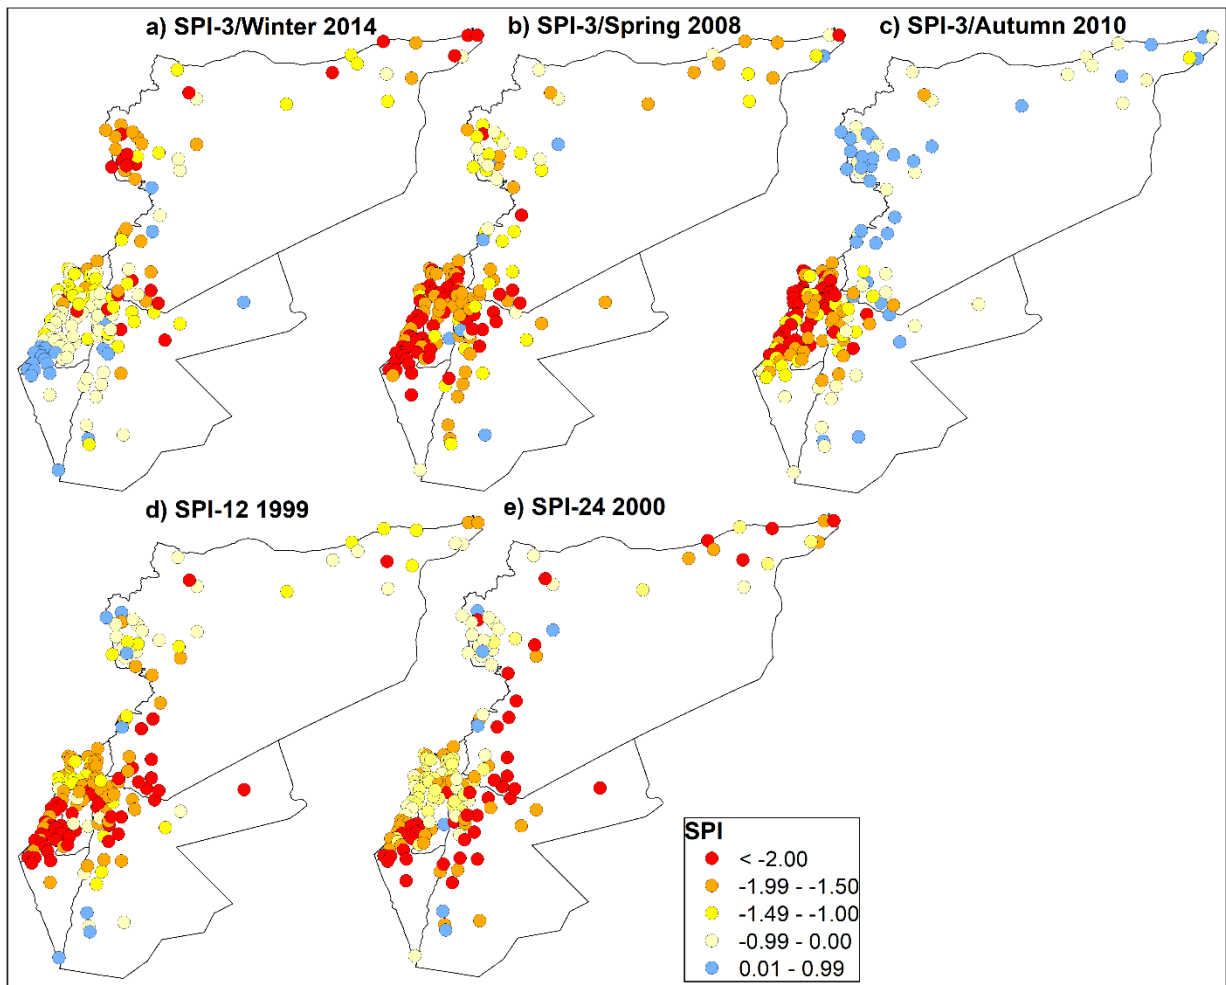 a) SPI-3/Winter 2014
b) SPI-3/Spring 2008
c) SPI-3/Autumn 2010
d) SPI-12 1999
e) SPI-24 2000
SPI
< -2.00
-1.99 - -1.50
-1.49 - -1.00
-0.99 - 0.00
0.01 - 0.99